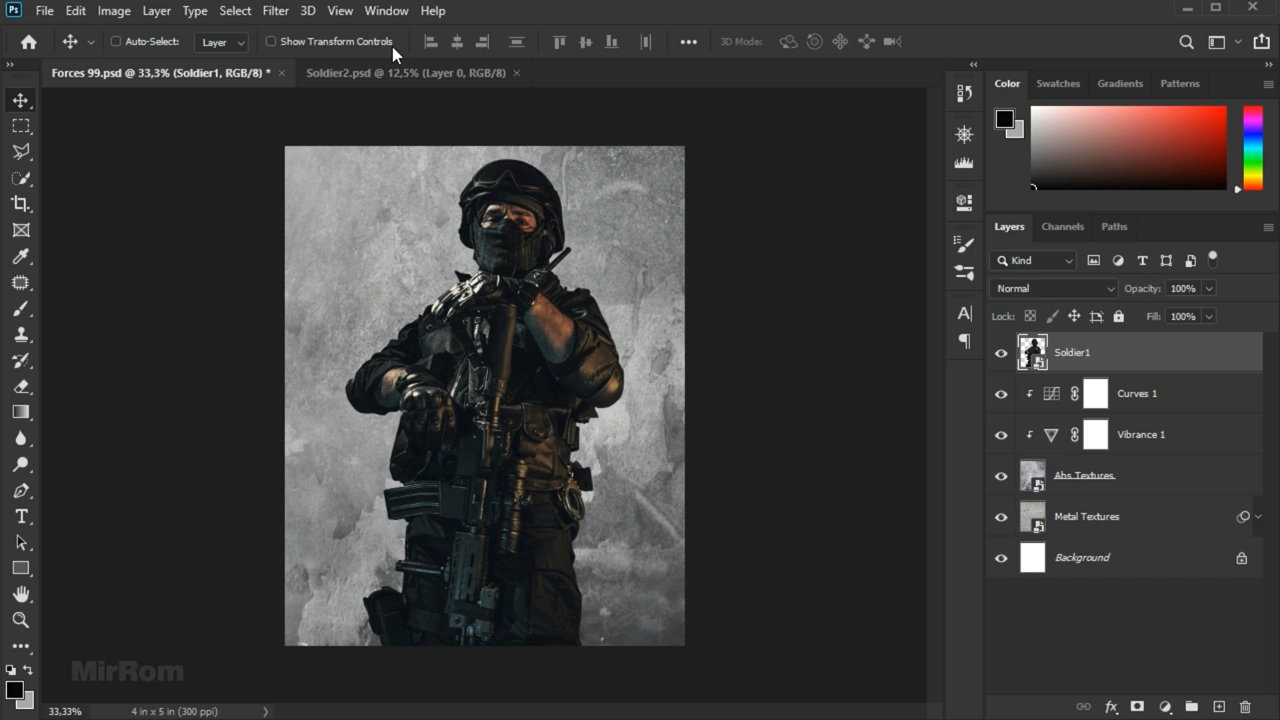 Ps File Edit Image Layer Type Select Filter 3D View Window Help
Auto-Select: Layer Show Transform Controls 3D Mode:
Forces 99.psd @ 33,3% (Soldier1, RGB/8) * Soldier2.psd @ 12,5% (Layer 0, RGB/8)
Color Swatches Gradients Patterns
Layers Channels Paths
Kind
Normal Opacity: 100%
Lock: Fill: 100%
Soldier1
Curves 1
Vibrance 1
Abs Textures
Metal Textures
Background
MirRom
33,33% 4 in x 5 in (300 ppi)